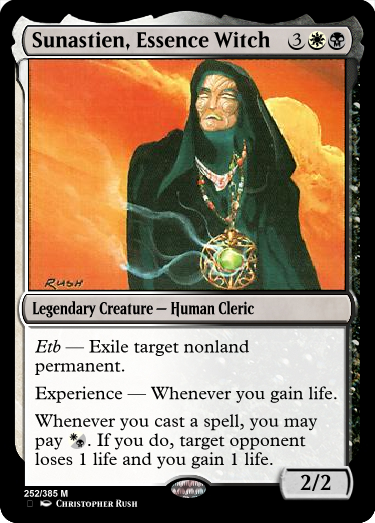 Sunastien, Essence Witch 3
RUSH
Legendary Creature — Human Cleric
Etb — Exile target nonland
permanent.
Experience — Whenever you gain life.
Whenever you cast a spell, you may
pay . If you do, target opponent
loses 1 life and you gain 1 life.
2/2
252/385 M
Christopher Rush